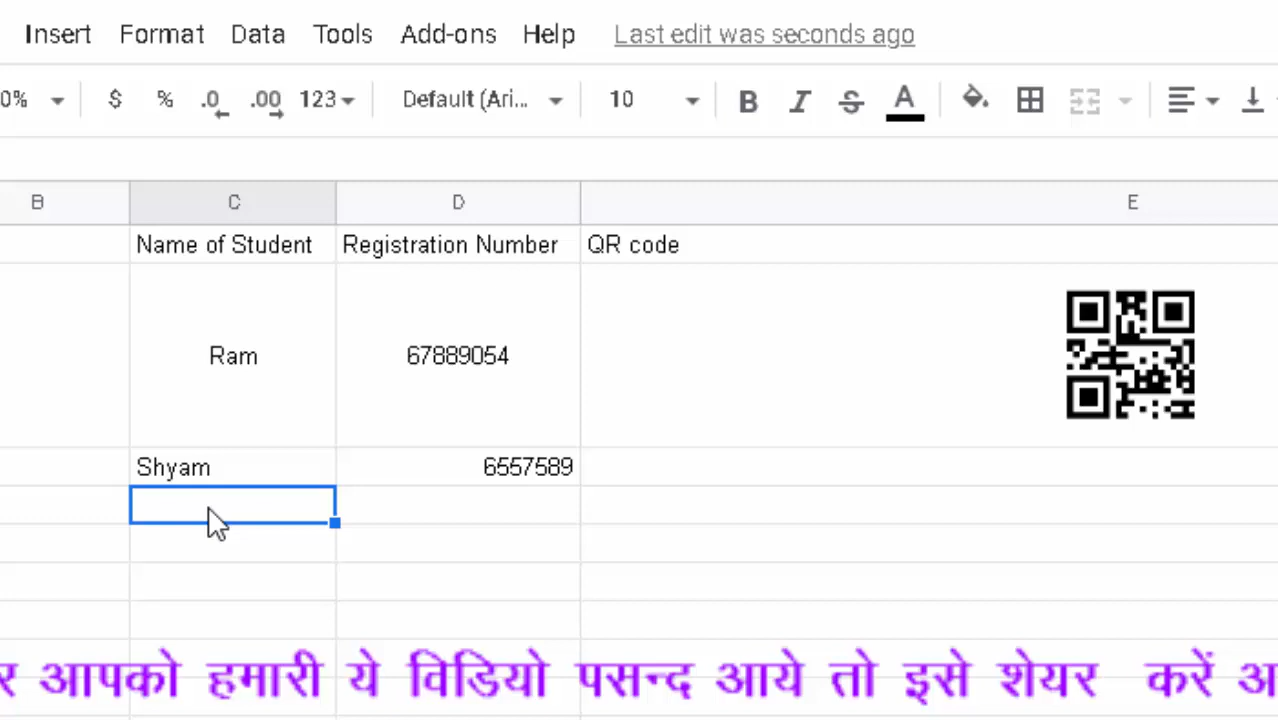 Insert Format Data Tools Add-ons Help Last edit was seconds ago
0% $ % .0 .00 123 Default (Ari... 10 B I S A
B C D E
Name of Student Registration Number QR code
Ram 67889054
Shyam 6557589
र आपको हमारी ये विडियो पसन्द आये तो इसे शेयर करें अ